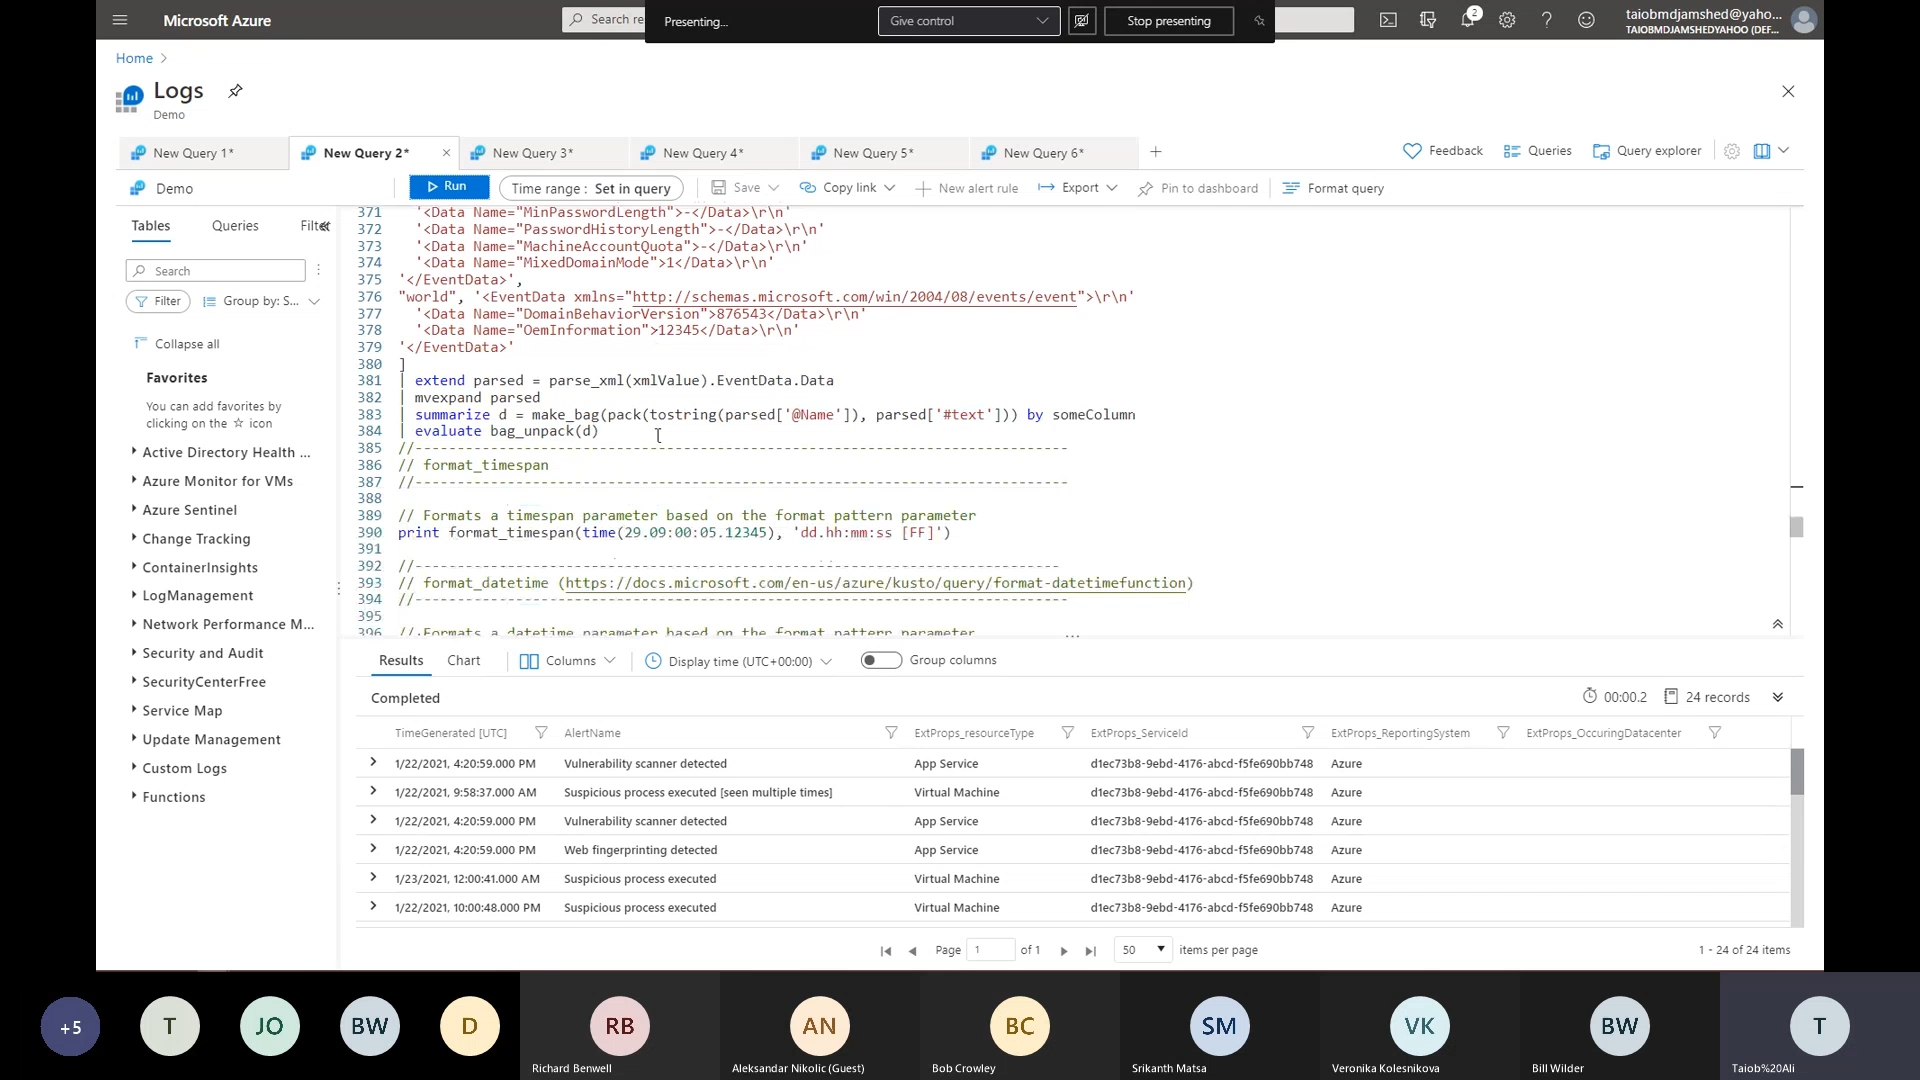 Microsoft Azure
Search re
Presenting...
Give control
Stop presenting
2
taiobmdjamshed@yaho...
TAIOBMDJAMSHEDYAHOO (DEF...
Home
Logs
Demo
New Query 1*
New Query 2*
New Query 3*
New Query 4*
New Query 5*
New Query 6*
Feedback
Queries
Query explorer
Demo
Run
Time range : Set in query
Save
Copy link
New alert rule
Export
Pin to dashboard
Format query
Tables
Queries
Filter
Search
Filter
Group by: S...
Collapse all
Favorites
You can add favorites by
clicking on the ☆ icon
Active Directory Health ...
Azure Monitor for VMs
Azure Sentinel
Change Tracking
ContainerInsights
LogManagement
Network Performance M...
Security and Audit
SecurityCenterFree
Service Map
Update Management
Custom Logs
Functions
371 '<Data Name="MinPasswordLength">-</Data>\r\n'
372 '<Data Name="PasswordHistoryLength">-</Data>\r\n'
373 '<Data Name="MachineAccountQuota">-</Data>\r\n'
374 '<Data Name="MixedDomainMode">1</Data>\r\n'
375 '</EventData>',
376 "world", '<EventData xmlns="http://schemas.microsoft.com/win/2004/08/events/event">\r\n'
377 '<Data Name="DomainBehaviorVersion">876543</Data>\r\n'
378 '<Data Name="OemInformation">12345</Data>\r\n'
379 '</EventData>'
380 ]
381 | extend parsed = parse_xml(xmlValue).EventData.Data
382 | mvexpand parsed
383 | summarize d = make_bag(pack(tostring(parsed['@Name']), parsed['#text'])) by someColumn
384 | evaluate bag_unpack(d)
385 //------------------------------------------------------------------------------
386 // format_timespan
387 //------------------------------------------------------------------------------
388
389 // Formats a timespan parameter based on the format pattern parameter
390 print format_timespan(time(29.09:00:05.12345), 'dd.hh:mm:ss [FF]')
391
392 //-----------------------------------------------------------------------------
393 // format_datetime (https://docs.microsoft.com/en-us/azure/kusto/query/format-datetimefunction)
394 //------------------------------------------------------------------------------
395
396 // Formats a datetime parameter based on the format pattern parameter
Results
Chart
Columns
Display time (UTC+00:00)
Group columns
Completed
00:00.2
24 records
TimeGenerated [UTC] AlertName ExtProps_resourceType ExtProps_ServiceId ExtProps_ReportingSystem ExtProps_OccuringDatacenter
1/22/2021, 4:20:59.000 PM Vulnerability scanner detected App Service d1ec73b8-9ebd-4176-abcd-f5fe690bb748 Azure
1/22/2021, 9:58:37.000 AM Suspicious process executed [seen multiple times] Virtual Machine d1ec73b8-9ebd-4176-abcd-f5fe690bb748 Azure
1/22/2021, 4:20:59.000 PM Vulnerability scanner detected App Service d1ec73b8-9ebd-4176-abcd-f5fe690bb748 Azure
1/22/2021, 4:20:59.000 PM Web fingerprinting detected App Service d1ec73b8-9ebd-4176-abcd-f5fe690bb748 Azure
1/23/2021, 12:00:41.000 AM Suspicious process executed Virtual Machine d1ec73b8-9ebd-4176-abcd-f5fe690bb748 Azure
1/22/2021, 10:00:48.000 PM Suspicious process executed Virtual Machine d1ec73b8-9ebd-4176-abcd-f5fe690bb748 Azure
Page 1 of 1
50 items per page
1 - 24 of 24 items
+5
T
JO
BW
D
RB
AN
BC
SM
VK
BW
T
Richard Benwell
Aleksandar Nikolic (Guest)
Bob Crowley
Srikanth Matsa
Veronika Kolesnikova
Bill Wilder
Taiob%20Ali